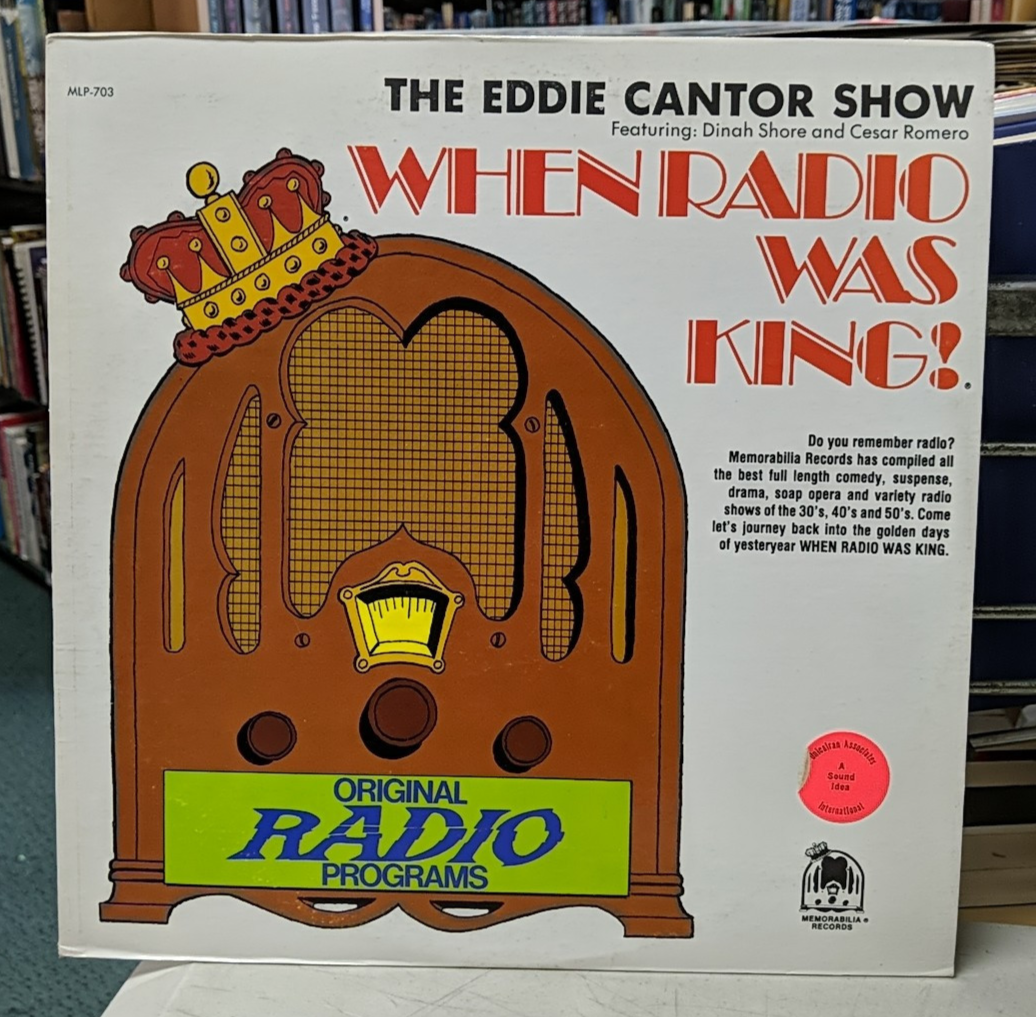 MLP-703
THE EDDIE CANTOR SHOW
Featuring: Dinah Shore and Cesar Romero
WHEN RADIO
WAS
KING!
Do you remember radio?
Memorabilia Records has compiled all
the best full length comedy, suspense,
drama, soap opera and variety radio
shows of the 30's, 40's and 50's. Come
let's journey back into the golden days
of yesteryear WHEN RADIO WAS KING.
Associates
A
Sound
Idea
International
ORIGINAL
RADIO
PROGRAMS
MEMORABILIA ®
RECORDS